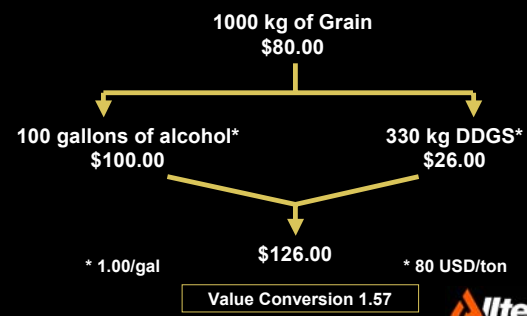 1000 kg of Grain
$80.00
100 gallons of alcohol*
$100.00
330 kg DDGS*
$26.00
$126.00
* 1.00/gal
* 80 USD/ton
Value Conversion 1.57